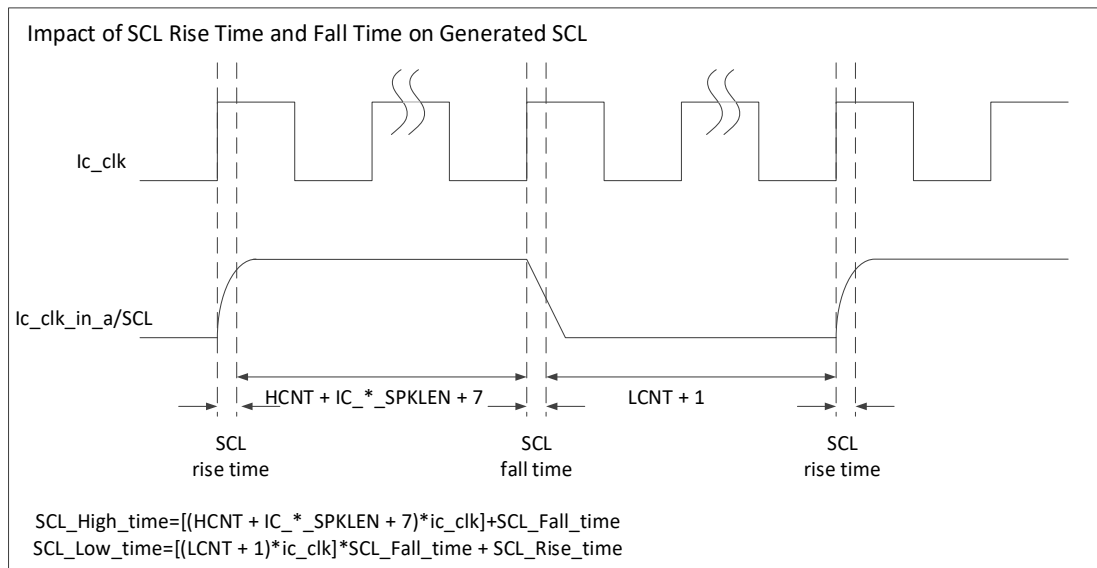 Impact of SCL Rise Time and Fall Time on Generated SCL
Ic_clk
Ic_clk_in_a/SCL
HCNT + IC_*_SPKLEN + 7
LCNT + 1
SCL
rise time
SCL
fall time
SCL
rise time
SCL_High_time=[(HCNT + IC_*_SPKLEN + 7)*ic_clk]+SCL_Fall_time
SCL_Low_time=[(LCNT + 1)*ic_clk]*SCL_Fall_time + SCL_Rise_time